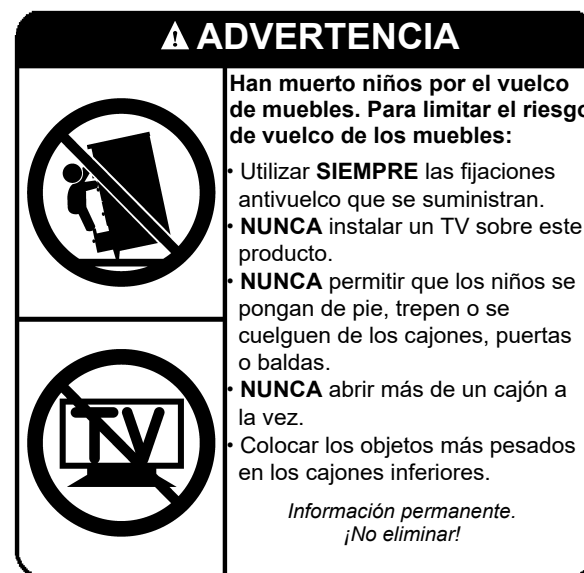 ADVERTENCIA
Han muerto niños por el vuelco
de muebles. Para limitar el riesgo
de vuelco de los muebles:
• Utilizar SIEMPRE las fijaciones
antivuelco que se suministran.
• NUNCA instalar un TV sobre este
producto.
• NUNCA permitir que los niños se
pongan de pie, trepen o se
cuelguen de los cajones, puertas
o baldas.
• NUNCA abrir más de un cajón a
la vez.
• Colocar los objetos más pesados
en los cajones inferiores.
TV
Información permanente.
¡No eliminar!